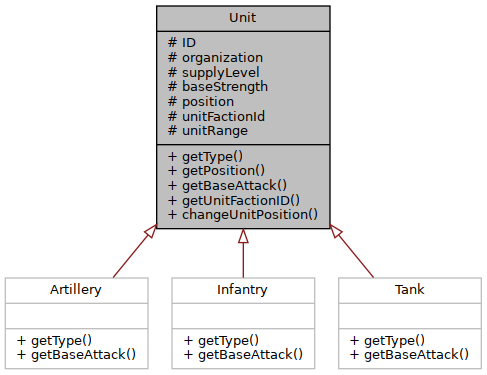 Unit
# ID
# organization
# supplyLevel
# baseStrength
# position
# unitFactionId
# unitRange
+ getType()
+ getPosition()
+ getBaseAttack()
+ getUnitFactionID()
+ changeUnitPosition()
Artillery
+ getType()
+ getBaseAttack()
Infantry
+ getType()
+ getBaseAttack()
Tank
+ getType()
+ getBaseAttack()